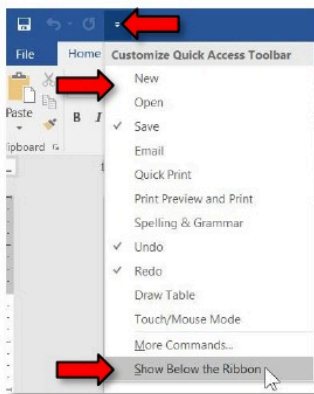 File Home Customize Quick Access Toolbar
New
Open
Paste
B I
✓ Save
Email
Quick Print
Print Preview and Print
Spelling & Grammar
✓ Undo
✓ Redo
Draw Table
Touch/Mouse Mode
More Commands...
Show Below the Ribbon